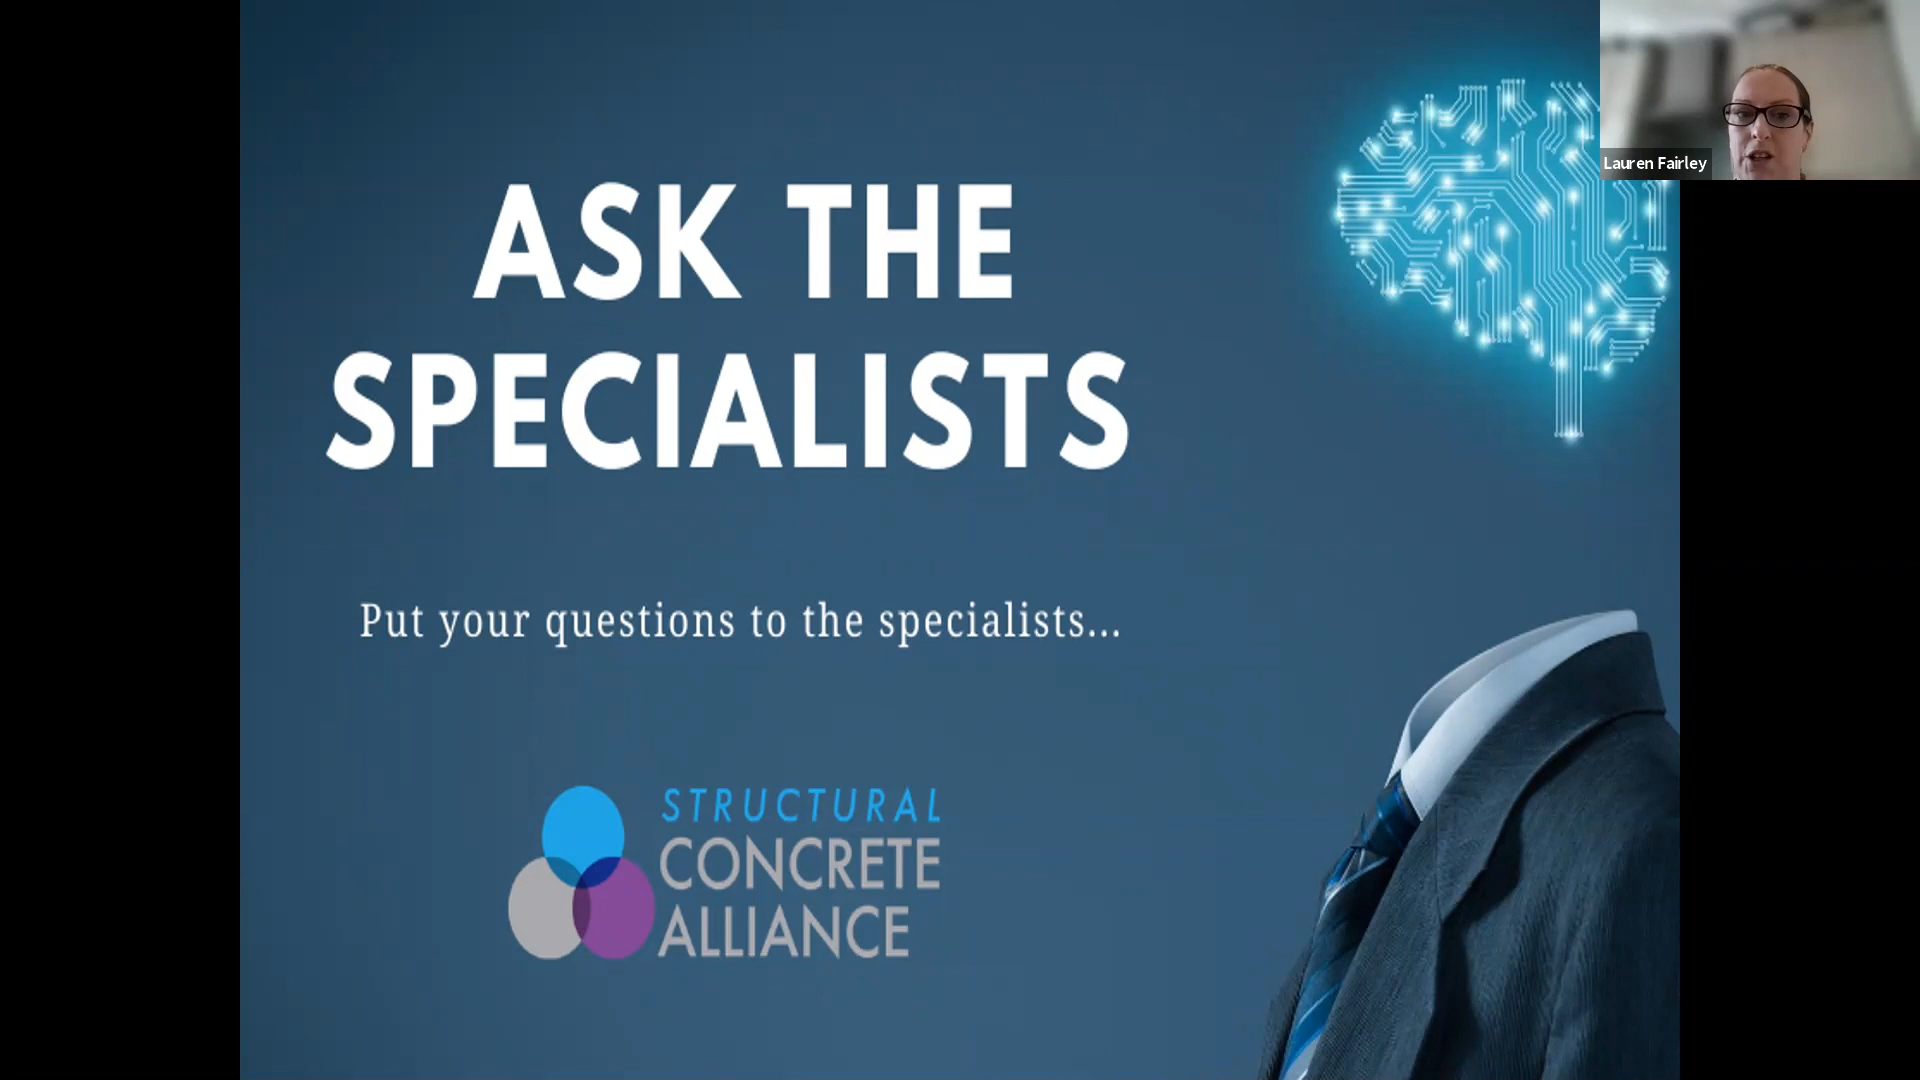 ASK THE
SPECIALISTS
Put your questions to the specialists...
STRUCTURAL
CONCRETE
ALLIANCE
Lauren Fairley